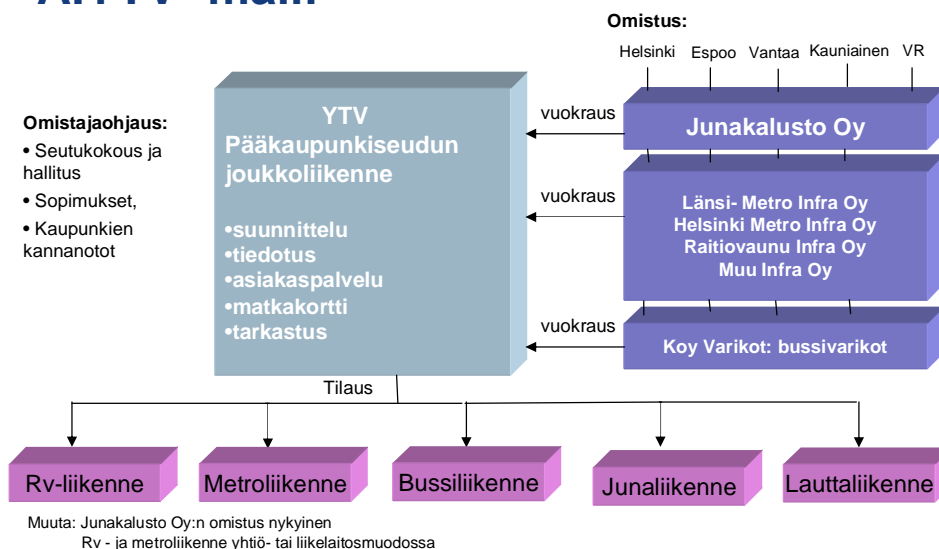 Omistus:
Helsinki Espoo Vantaa Kauniainen VR
Omistajaohjaus:
• Seutukokous ja
hallitus
• Sopimukset,
• Kaupunkien
kannanotot
YTV
Pääkaupunkiseudun
joukkoliikenne
•suunnittelu
•tiedotus
•asiakaspalvelu
•matkakortti
•tarkastus
vuokraus
Junakalusto Oy
vuokraus
Länsi- Metro Infra Oy
Helsinki Metro Infra Oy
Raitiovaunu Infra Oy
Muu Infra Oy
vuokraus
Koy Varikot: bussivarikot
Tilaus
Rv-liikenne
Metroliikenne
Bussiliikenne
Junaliikenne
Lauttaliikenne
Muuta: Junakalusto Oy:n omistus nykyinen
Rv - ja metroliikenne yhtiö- tai liikelaitosmuodossa